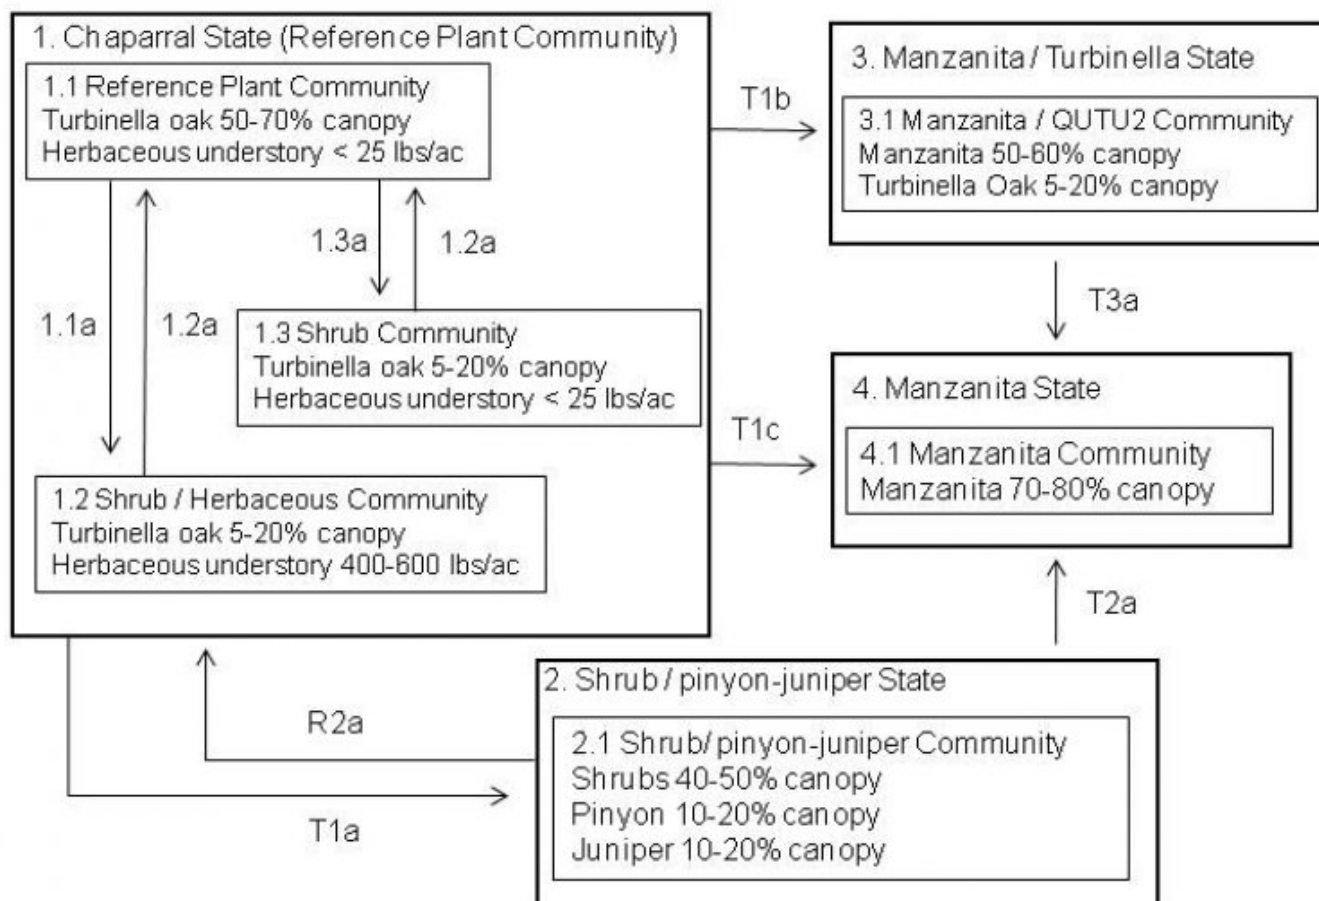 1. Chaparral State (Reference Plant Community)
1.1 Reference Plant Community
Turbinella oak 50-70% canopy
Herbaceous understory < 25 lbs/ac
1.1a
1.2a
1.3a
1.2a
1.3 Shrub Community
Turbinella oak 5-20% canopy
Herbaceous understory < 25 lbs/ac
1.2 Shrub / Herbaceous Community
Turbinella oak 5-20% canopy
Herbaceous understory 400-600 lbs/ac
T1b
3. Manzanita / Turbinella State
3.1 Manzanita / QUTU2 Community
Manzanita 50-60% canopy
Turbinella Oak 5-20% canopy
T3a
T1c
4. Manzanita State
4.1 Manzanita Community
Manzanita 70-80% canopy
T2a
R2a
T1a
2. Shrub / pinyon-juniper State
2.1 Shrub/ pinyon-juniper Community
Shrubs 40-50% canopy
Pinyon 10-20% canopy
Juniper 10-20% canopy